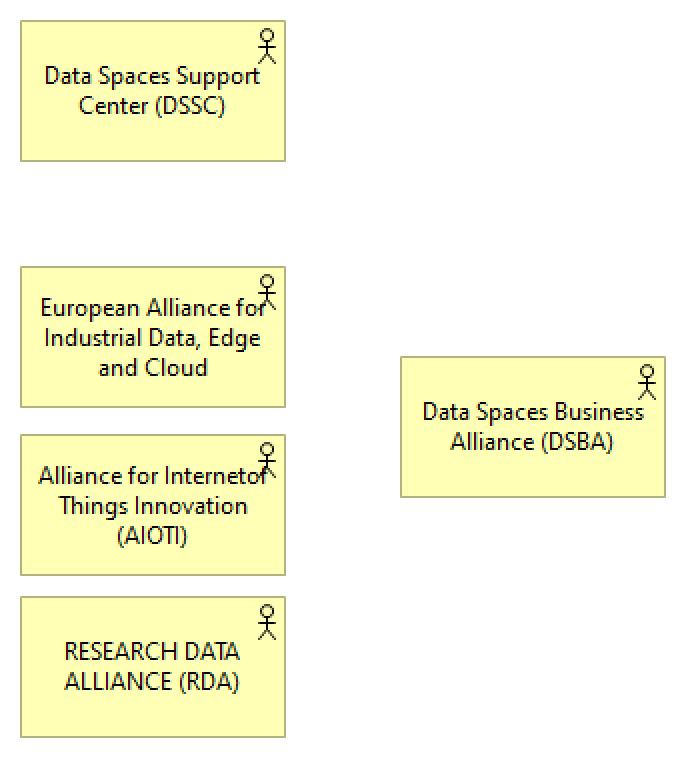 Data Spaces Support
Center (DSSC)
European Alliance for
Industrial Data, Edge
and Cloud
Data Spaces Business
Alliance (DSBA)
Alliance for Internetof
Things Innovation
(AIOTI)
RESEARCH DATA
ALLIANCE (RDA)